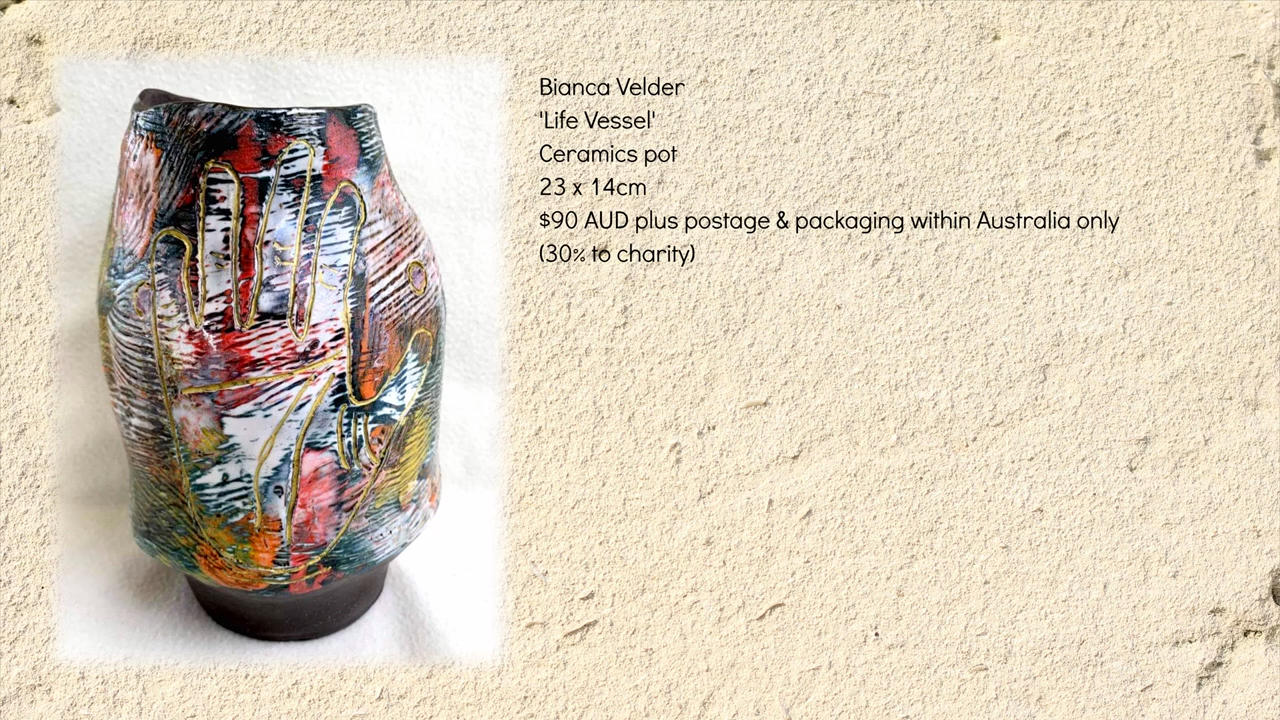 Bianca Velder
'Life Vessel'
Ceramics pot
23 x 14cm
$90 AUD plus postage & packaging within Australia only
(30% to charity)